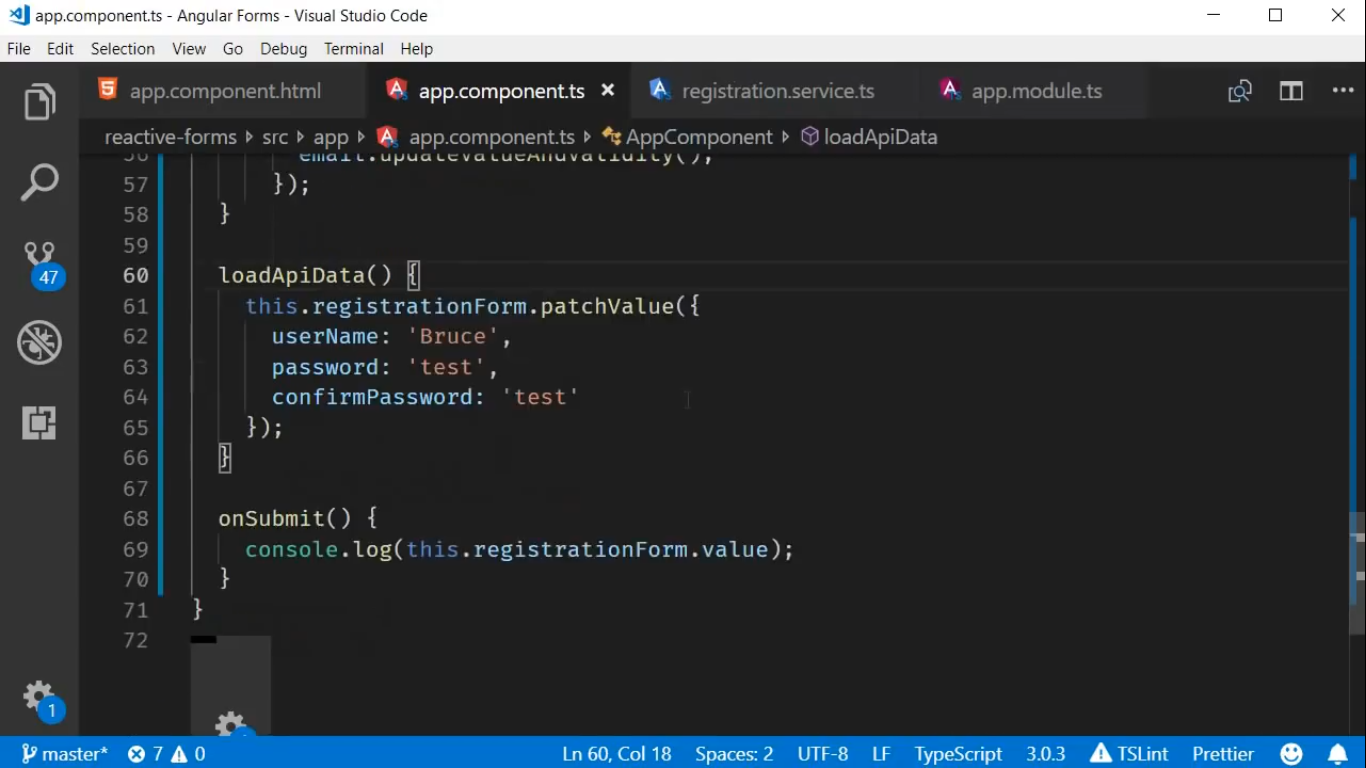 app.component.ts - Angular Forms - Visual Studio Code
File Edit Selection View Go Debug Terminal Help
app.component.html app.component.ts registration.service.ts app.module.ts
reactive-forms src app app.component.ts AppComponent loadApiData
56 email.updateValueAndValidity();
57 });
58 }
59
60 loadApiData() {
61 this.registrationForm.patchValue({
62 userName: 'Bruce',
63 password: 'test',
64 confirmPassword: 'test'
65 });
66 }
67
68 onSubmit() {
69 console.log(this.registrationForm.value);
70 }
71 }
72
47
1
master* 7 0 Ln 60, Col 18 Spaces: 2 UTF-8 LF TypeScript 3.0.3 TSLint Prettier